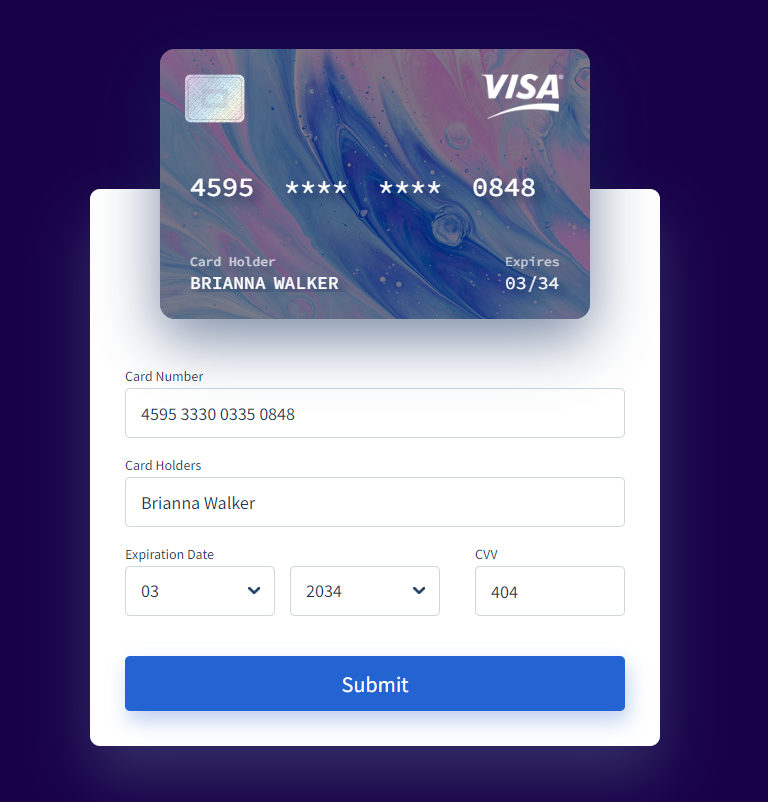 VISA
4595 **** **** 0848
Card Holder Expires
BRIANNA WALKER 03/34
Card Number
4595 3330 0335 0848
Card Holders
Brianna Walker
Expiration Date CVV
03 2034 404
Submit